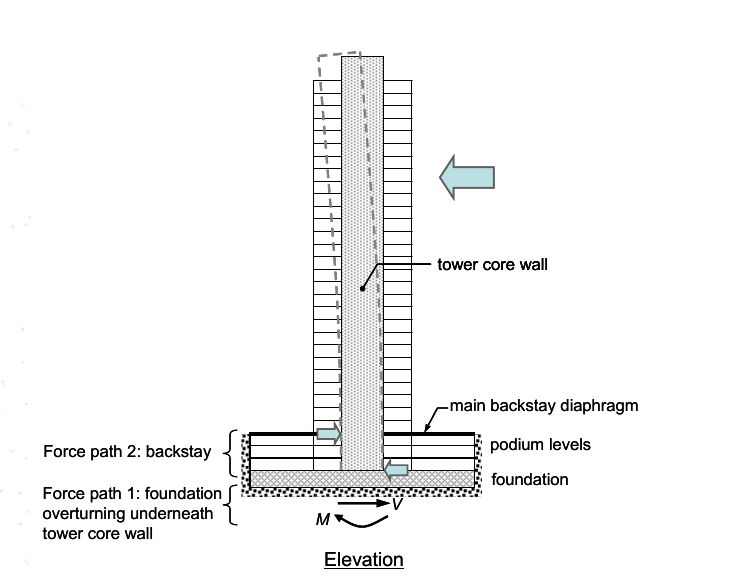 tower core wall
main backstay diaphragm
Force path 2: backstay
podium levels
foundation
Force path 1: foundation
overturning underneath
tower core wall
V
M
Elevation